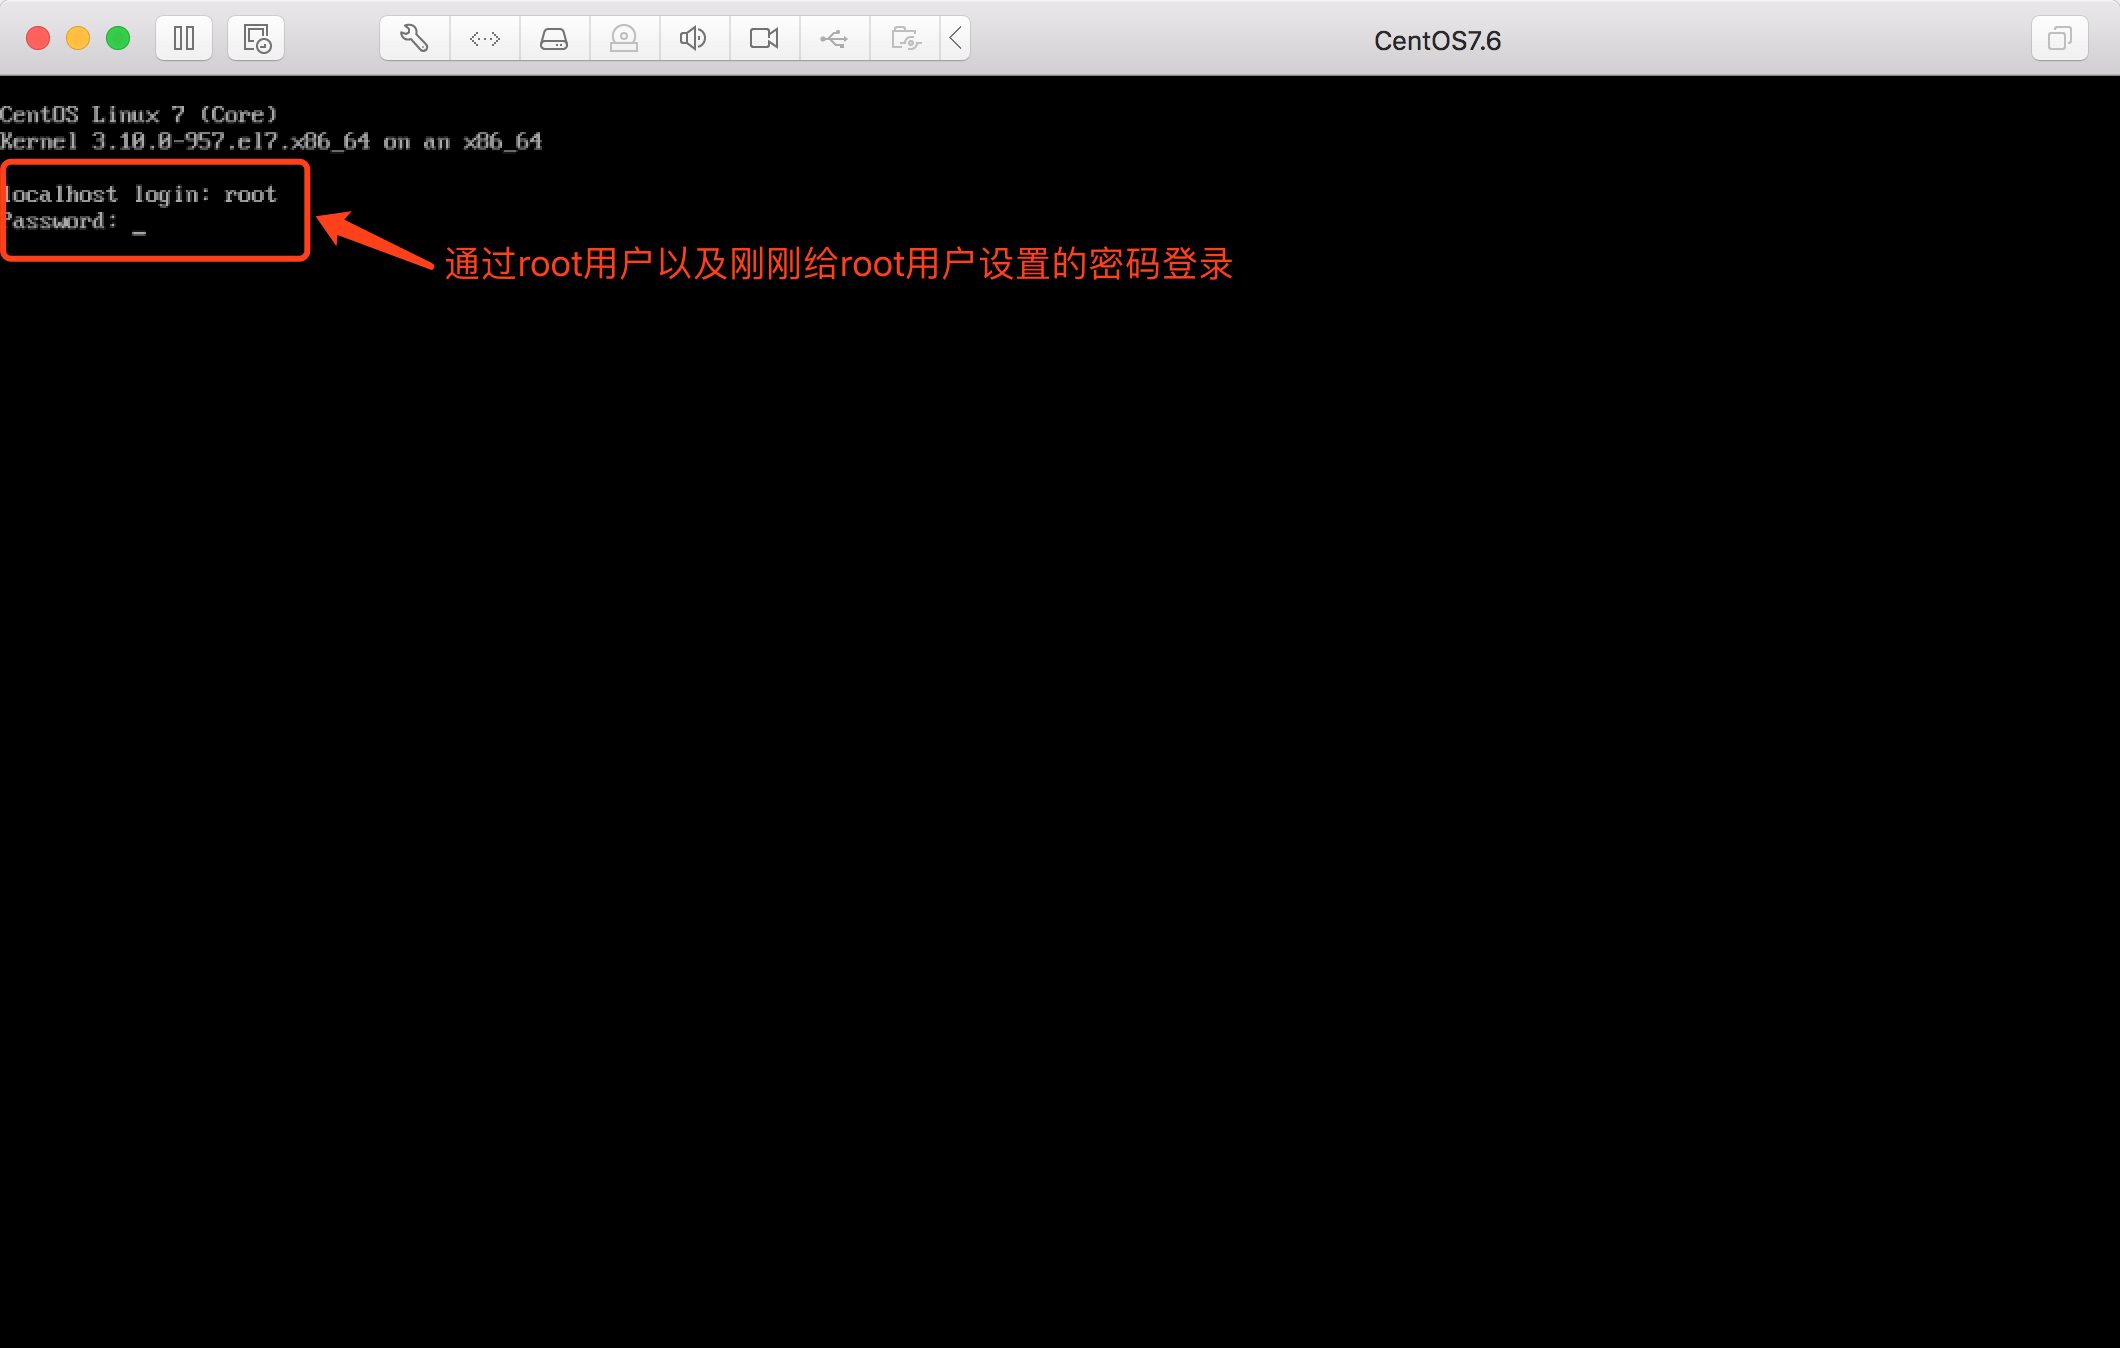 CentOS7.6
CentOS Linux 7 (Core)
Kernel 3.10.0-957.el7.x86_64 on an x86_64
localhost login: root
Password: _
通过root用户以及刚刚给root用户设置的密码登录